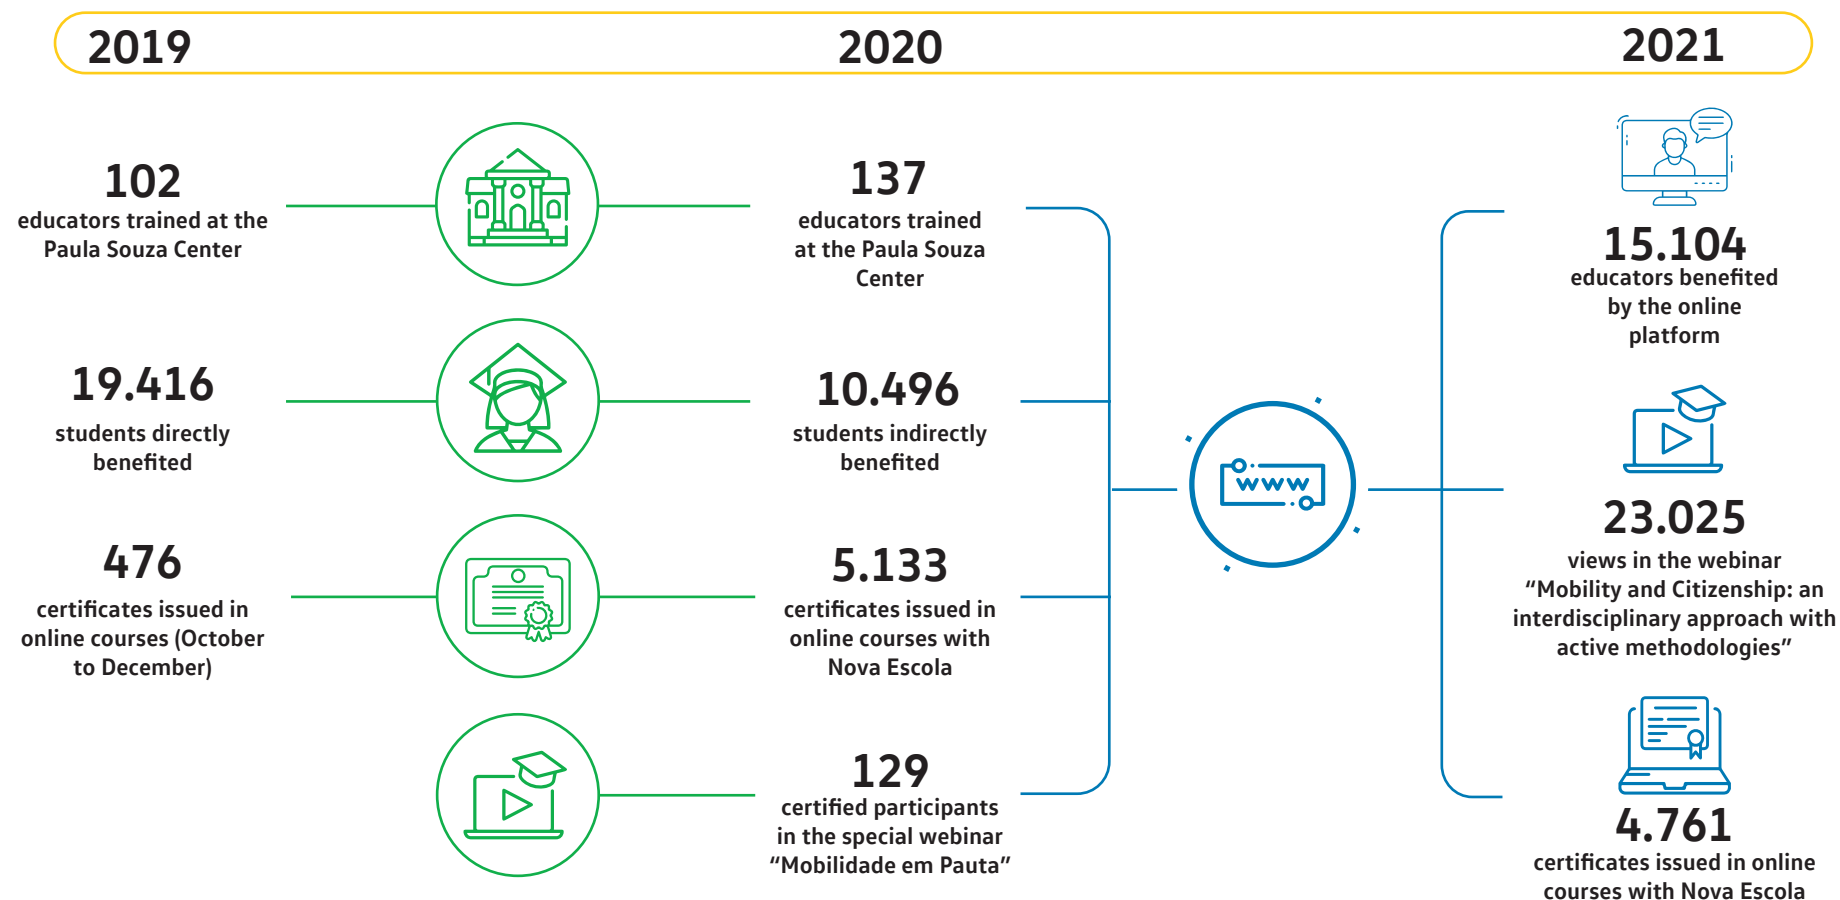 2019
2020
2021
102
educators trained at the
Paula Souza Center
137
educators trained
at the Paula Souza
Center
15.104
educators benefited
by the online
platform
19.416
students directly
benefited
10.496
students indirectly
benefited
www
23.025
views in the webinar
“Mobility and Citizenship: an
interdisciplinary approach with
active methodologies”
476
certificates issued in
online courses (October
to December)
5.133
certificates issued in
online courses with
Nova Escola
129
certified participants
in the special webinar
“Mobilidade em Pauta”
4.761
certificates issued in online
courses with Nova Escola